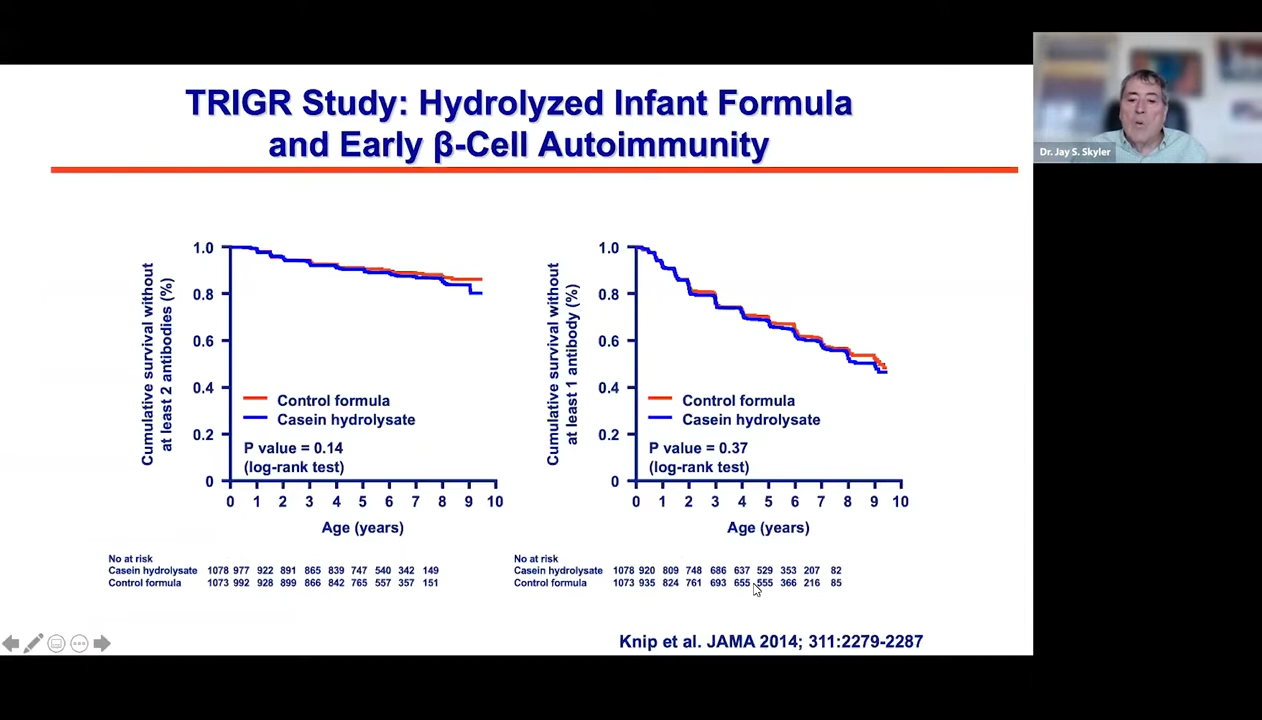 TRIGR Study: Hydrolyzed Infant Formula
and Early β-Cell Autoimmunity
Dr. Jay S. Skyler
Cumulative survival without
at least 2 antibodies (%)
1.0
0.8
0.6
0.4
0.2
0
Control formula
Casein hydrolysate
P value = 0.14
(log-rank test)
0 1 2 3 4 5 6 7 8 9 10
Age (years)
No at risk
Casein hydrolysate 1078 977 922 891 865 839 747 540 342 149
Control formula 1073 992 928 899 866 842 765 557 357 151
Cumulative survival without
at least 1 antibody (%)
1.0
0.8
0.6
0.4
0.2
0
Control formula
Casein hydrolysate
P value = 0.37
(log-rank test)
0 1 2 3 4 5 6 7 8 9 10
Age (years)
No at risk
Casein hydrolysate 1078 920 809 748 686 637 529 353 207 82
Control formula 1073 935 824 761 693 655 555 366 216 85
Knip et al. JAMA 2014; 311:2279-2287